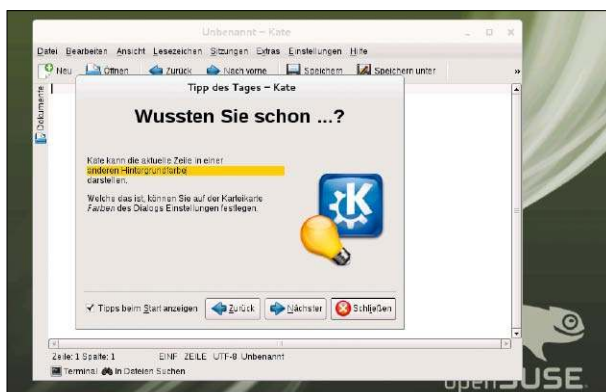 Unbenannt – Kate
Datei Bearbeiten Ansicht Lesezeichen Sitzungen Extras Einstellungen Hilfe
Neu Öffnen Zurück Nach vorne Speichern Speichern unter »
Dokumente
Tipp des Tages – Kate
Wussten Sie schon ...?
Kate kann die aktuelle Zeile in einer
anderen Hintergrundfarbe
darstellen.
Welche das ist, können Sie auf der Karteikarte
Farben des Dialogs Einstellungen festlegen.
Tipps beim Start anzeigen Zurück Nächster Schließen
Zeile: 1 Spalte: 1 EINF ZEILE UTF-8 Unbenannt
Terminal In Dateien Suchen
openSUSE